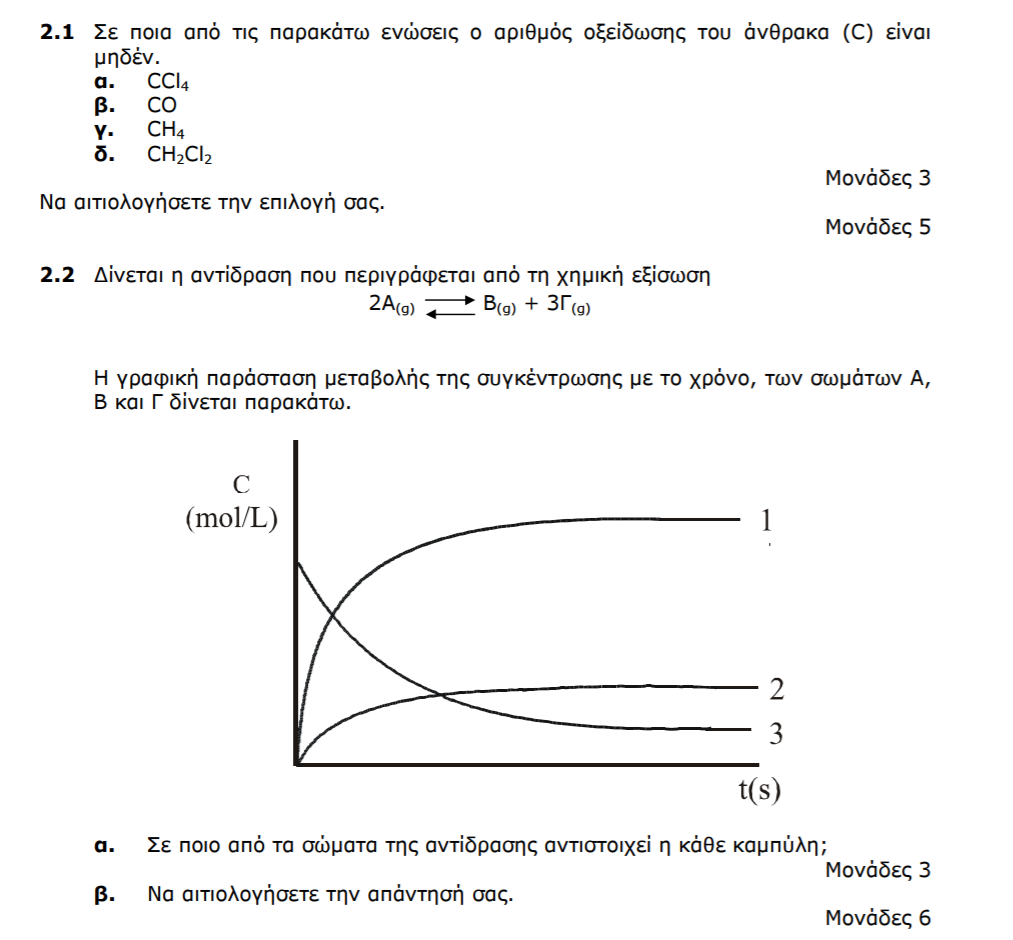 2.1 Σε ποια από τις παρακάτω ενώσεις ο αριθμός οξείδωσης του άνθρακα (C) είναι
μηδέν.
α. CCl₄
β. CO
γ. CH₄
δ. CH₂Cl₂
Μονάδες 3
Να αιτιολογήσετε την επιλογή σας.
Μονάδες 5
2.2 Δίνεται η αντίδραση που περιγράφεται από τη χημική εξίσωση
2A(g) ⇄ B(g) + 3Γ(g)
Η γραφική παράσταση μεταβολής της συγκέντρωσης με το χρόνο, των σωμάτων Α,
Β και Γ δίνεται παρακάτω.
C
(mol/L)
1
2
3
t(s)
α. Σε ποιο από τα σώματα της αντίδρασης αντιστοιχεί η κάθε καμπύλη;
Μονάδες 3
β. Να αιτιολογήσετε την απάντησή σας.
Μονάδες 6